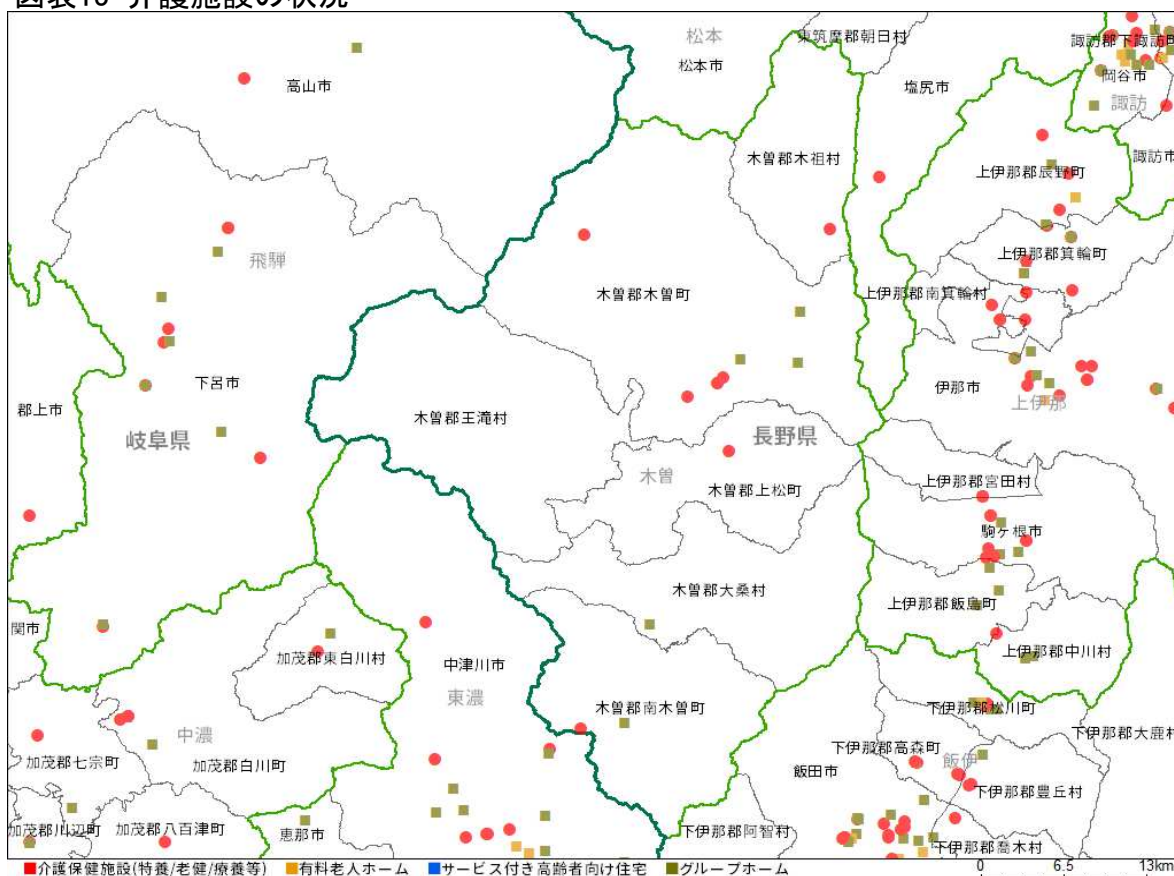 図表16 介護施設の状況
松本
東筑摩郡朝日村
諏訪郡下諏訪町
松本市
岡谷市
高山市
塩尻市
諏訪
木曽郡木祖村
諏訪市
上伊那郡辰野町
飛騨
上伊那郡箕輪町
木曽郡木曽町
上伊那郡南箕輪村
下呂市
伊那市
郡上市
木曽郡王滝村
上伊那
岐阜県
長野県
木曽
上伊那郡宮田村
木曽郡上松町
駒ヶ根市
木曽郡大桑村
上伊那郡飯島町
関市
加茂郡東白川村
中津川市
上伊那郡中川村
東濃
木曽郡南木曽町
下伊那郡松川町
中濃
下伊那郡大鹿村
下伊那郡高森町
加茂郡七宗町
加茂郡白川町
飯伊
飯田市
下伊那郡豊丘村
加茂郡川辺町
加茂郡八百津町
恵那市
下伊那郡阿智村
下伊那郡喬木村
介護保健施設(特養/老健/療養等) 有料老人ホーム サービス付き高齢者向け住宅 グループホーム
0 6.5 13km